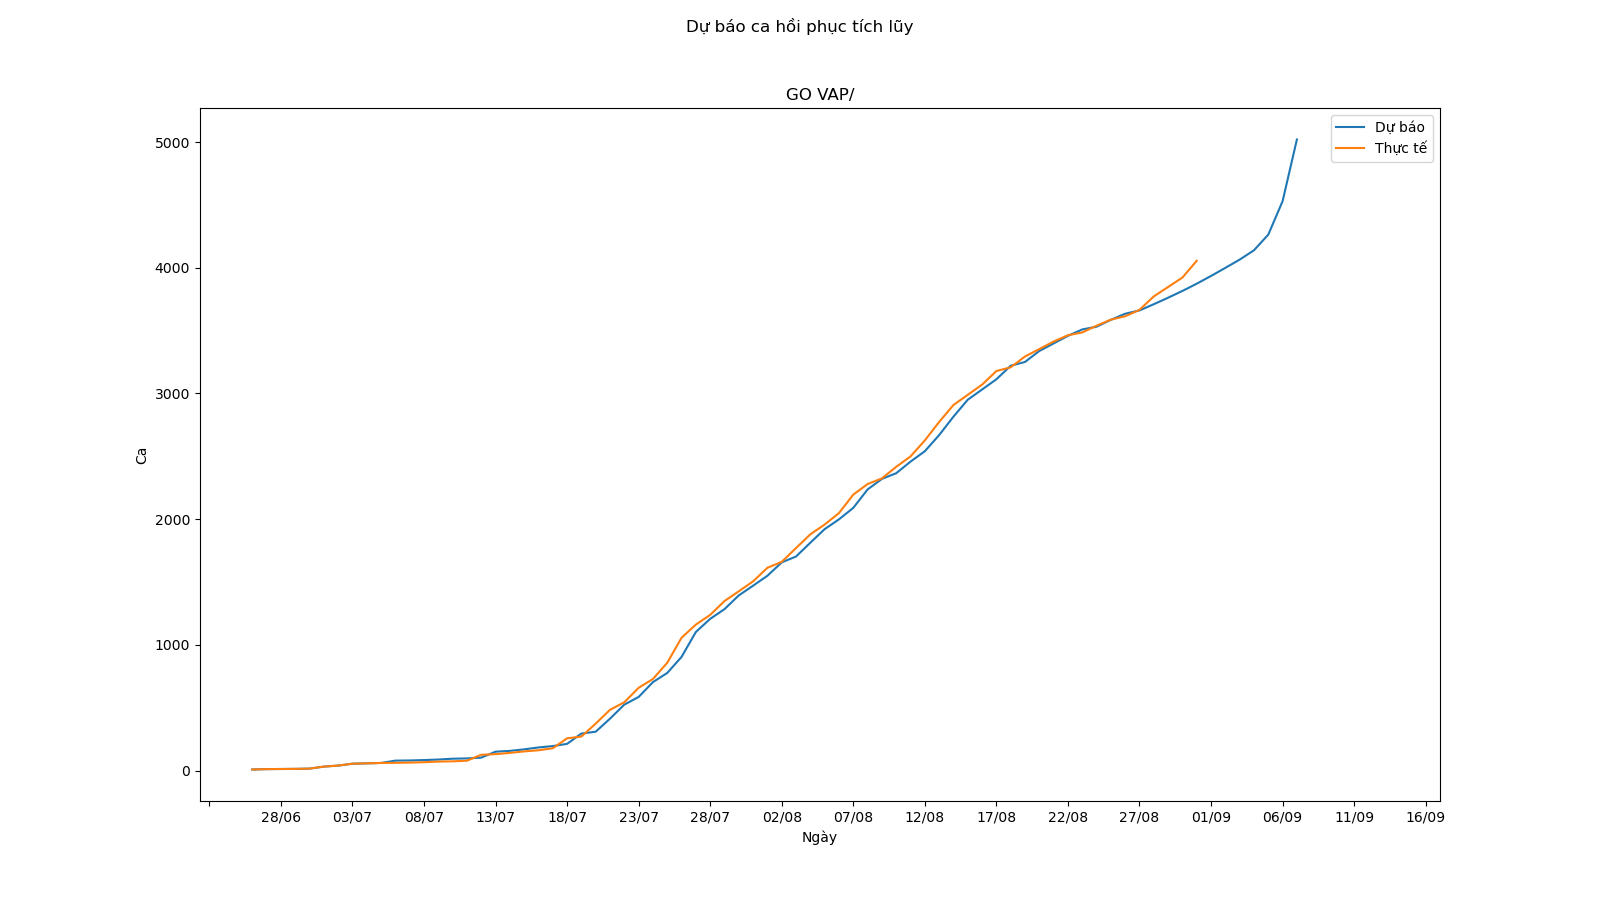 Dự báo ca hồi phục tích lũy
GO VAP/
Dự báo
Thực tế
5000
4000
3000
2000
1000
0
Ca
28/06 03/07 08/07 13/07 18/07 23/07 28/07 02/08 07/08 12/08 17/08 22/08 27/08 01/09 06/09 11/09 16/09
Ngày